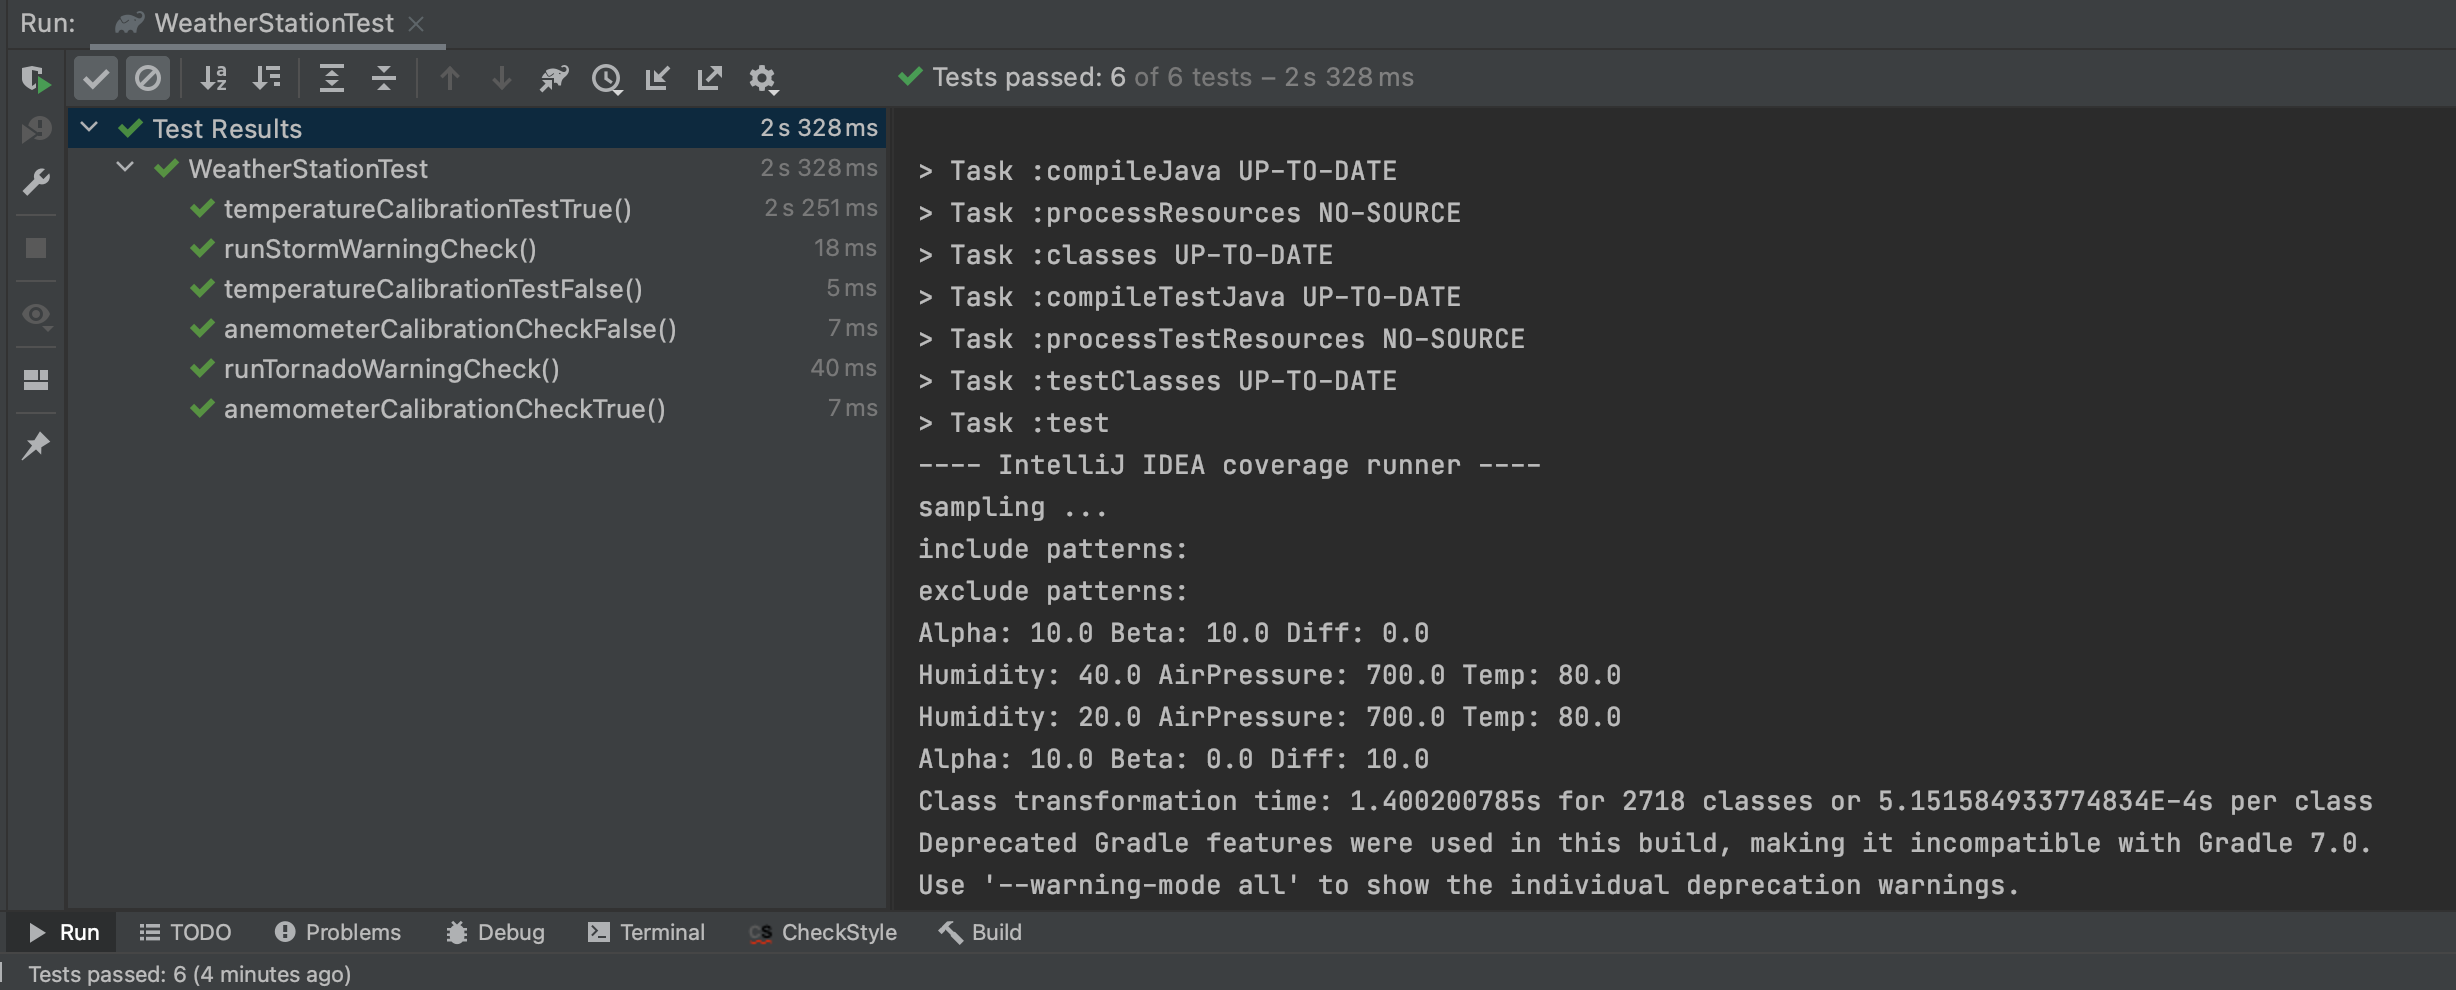 Run: WeatherStationTest
Tests passed: 6 of 6 tests – 2 s 328 ms
Test Results 2 s 328 ms
WeatherStationTest 2 s 328 ms
temperatureCalibrationTestTrue() 2 s 251 ms
runStormWarningCheck() 18 ms
temperatureCalibrationTestFalse() 5 ms
anemometerCalibrationCheckFalse() 7 ms
runTornadoWarningCheck() 40 ms
anemometerCalibrationCheckTrue() 7 ms
> Task :compileJava UP-TO-DATE
> Task :processResources NO-SOURCE
> Task :classes UP-TO-DATE
> Task :compileTestJava UP-TO-DATE
> Task :processTestResources NO-SOURCE
> Task :testClasses UP-TO-DATE
> Task :test
---- IntelliJ IDEA coverage runner ----
sampling ...
include patterns:
exclude patterns:
Alpha: 10.0 Beta: 10.0 Diff: 0.0
Humidity: 40.0 AirPressure: 700.0 Temp: 80.0
Humidity: 20.0 AirPressure: 700.0 Temp: 80.0
Alpha: 10.0 Beta: 0.0 Diff: 10.0
Class transformation time: 1.400200785s for 2718 classes or 5.151584933774834E-4s per class
Deprecated Gradle features were used in this build, making it incompatible with Gradle 7.0.
Use '--warning-mode all' to show the individual deprecation warnings.
Run TODO Problems Debug Terminal CS CheckStyle Build
Tests passed: 6 (4 minutes ago)